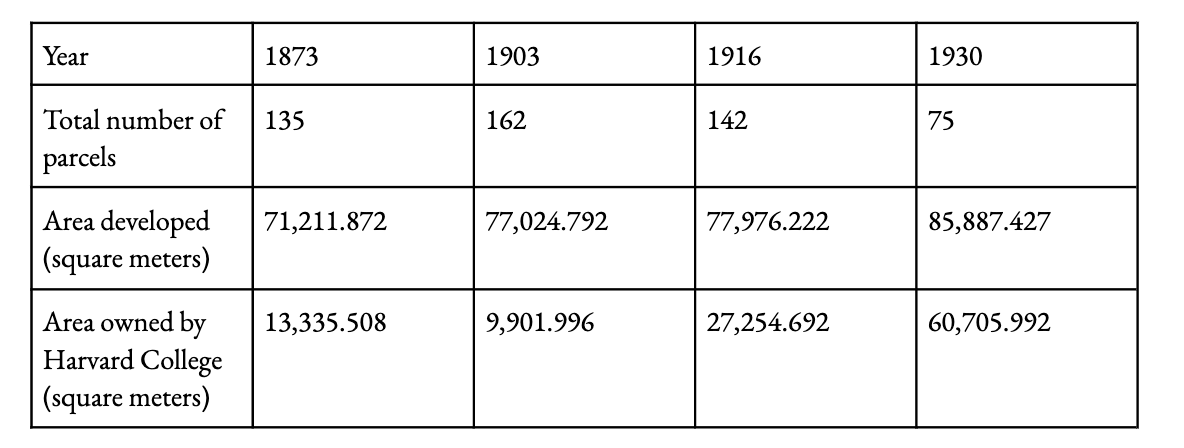 Year 1873 1903 1916 1930
Total number of 135 162 142 75
parcels
Area developed 71,211.872 77,024.792 77,976.222 85,887.427
(square meters)
Area owned by 13,335.508 9,901.996 27,254.692 60,705.992
Harvard College
(square meters)